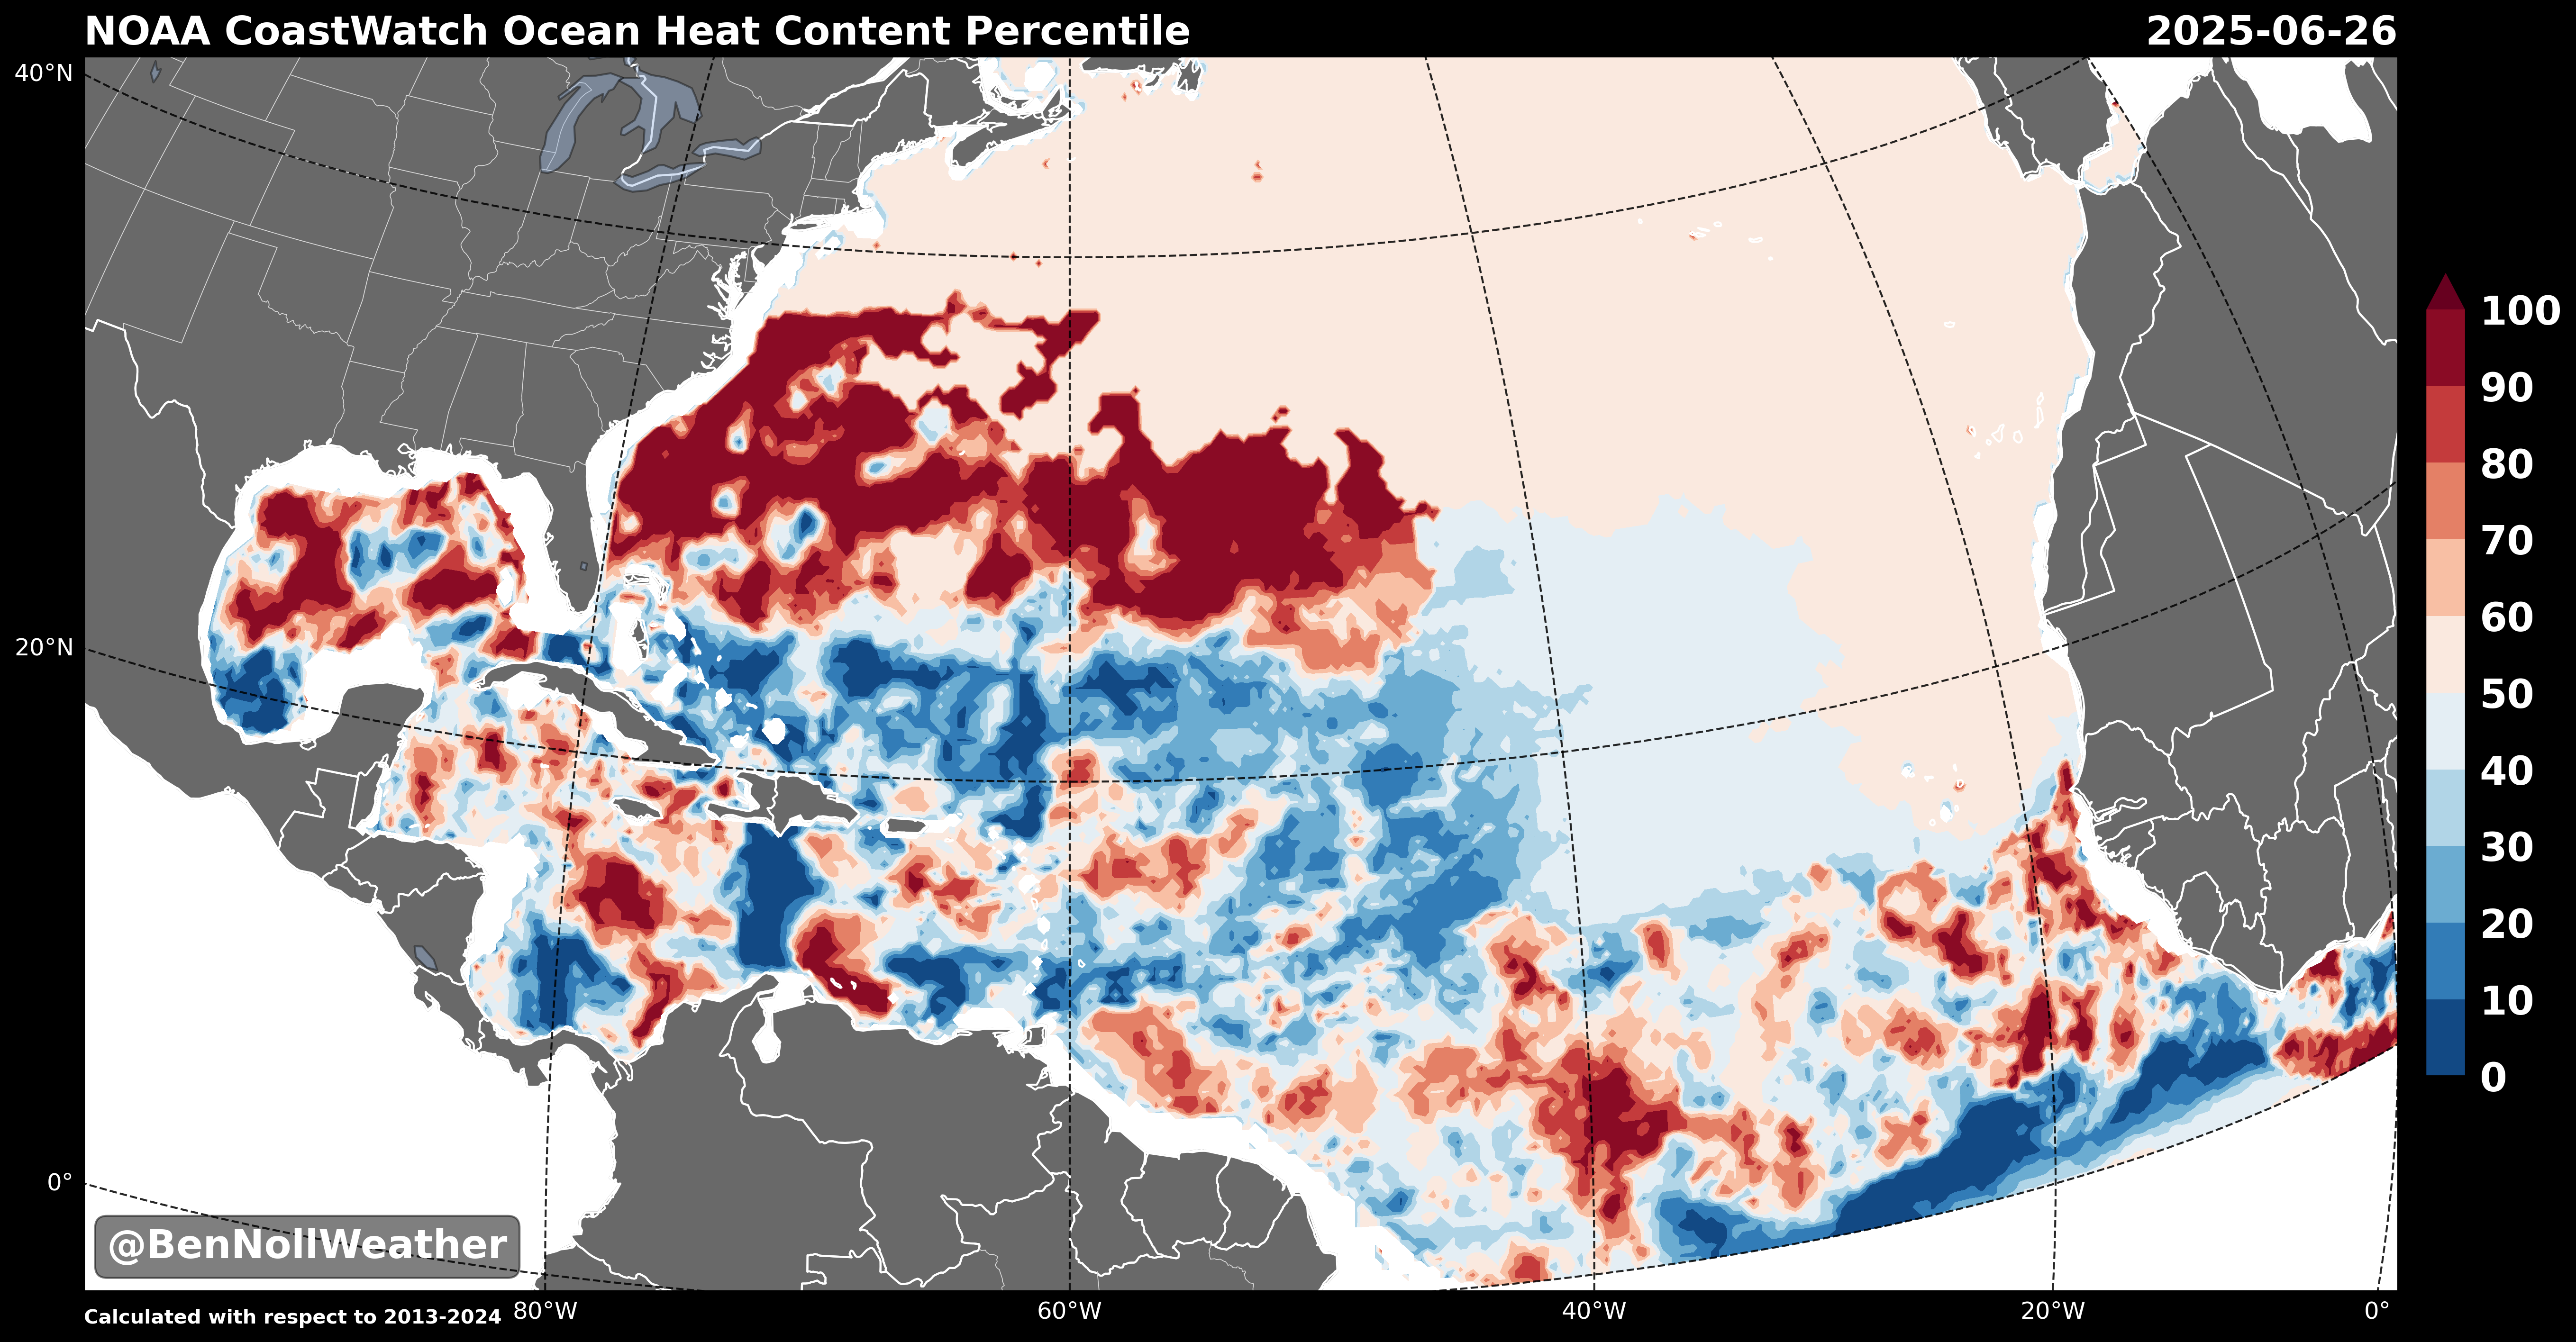 NOAA CoastWatch Ocean Heat Content Percentile
2025-06-26
40°N
20°N
0°
100
90
80
70
60
50
40
30
20
10
0
@BenNollWeather
Calculated with respect to 2013-2024
80°W
60°W
40°W
20°W
0°